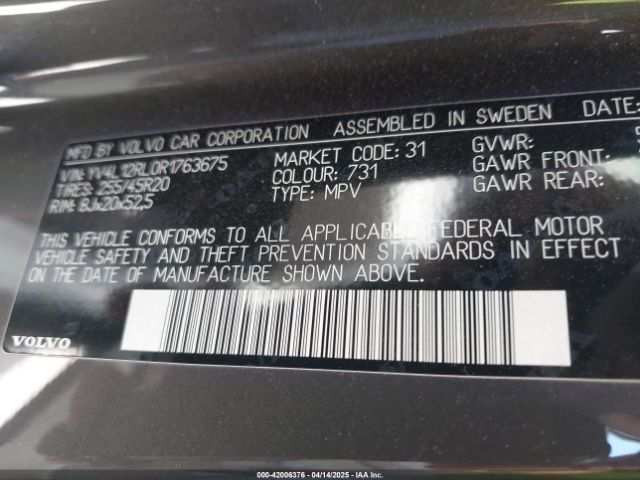 MFD BY VOLVO CAR CORPORATION ASSEMBLED IN SWEDEN DATE:
VIN: YV4L12RL0R1763675 MARKET CODE: 31 GVWR:
TIRES: 255/45R20 COLOUR: 731 GAWR FRONT:
RIM: 8Jx20x52,5 TYPE: MPV GAWR REAR:
THIS VEHICLE CONFORMS TO ALL APPLICABLE FEDERAL MOTOR
VEHICLE SAFETY AND THEFT PREVENTION STANDARDS IN EFFECT
ON THE DATE OF MANUFACTURE SHOWN ABOVE.
VOLVO
000-42006376 | 04/14/2025 - IAAI.COM